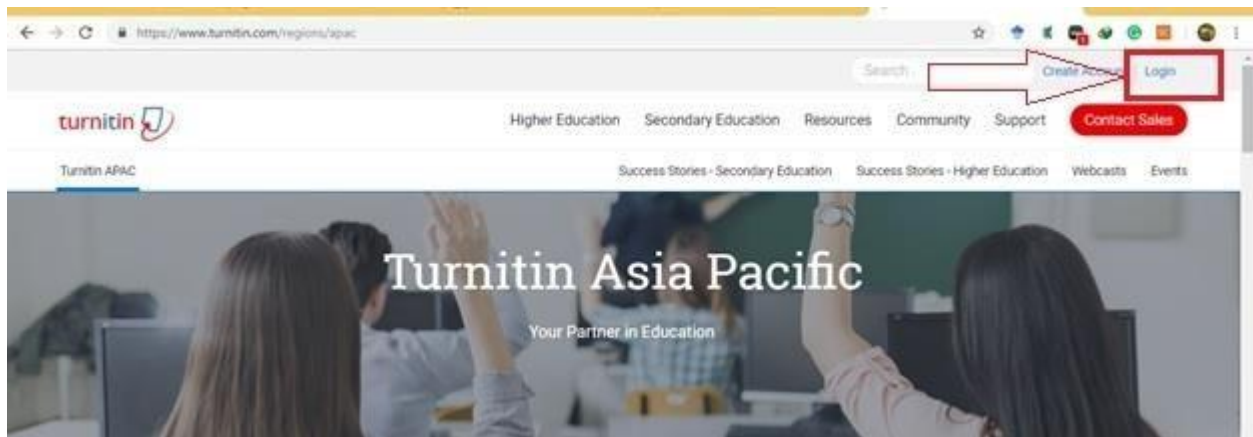 https://www.turnitin.com/regions/apac
Search Create Account Login
turnitin Higher Education Secondary Education Resources Community Support Contact Sales
Turnitin APAC Success Stories - Secondary Education Success Stories - Higher Education Webcasts Events
Turnitin Asia Pacific
Your Partner in Education